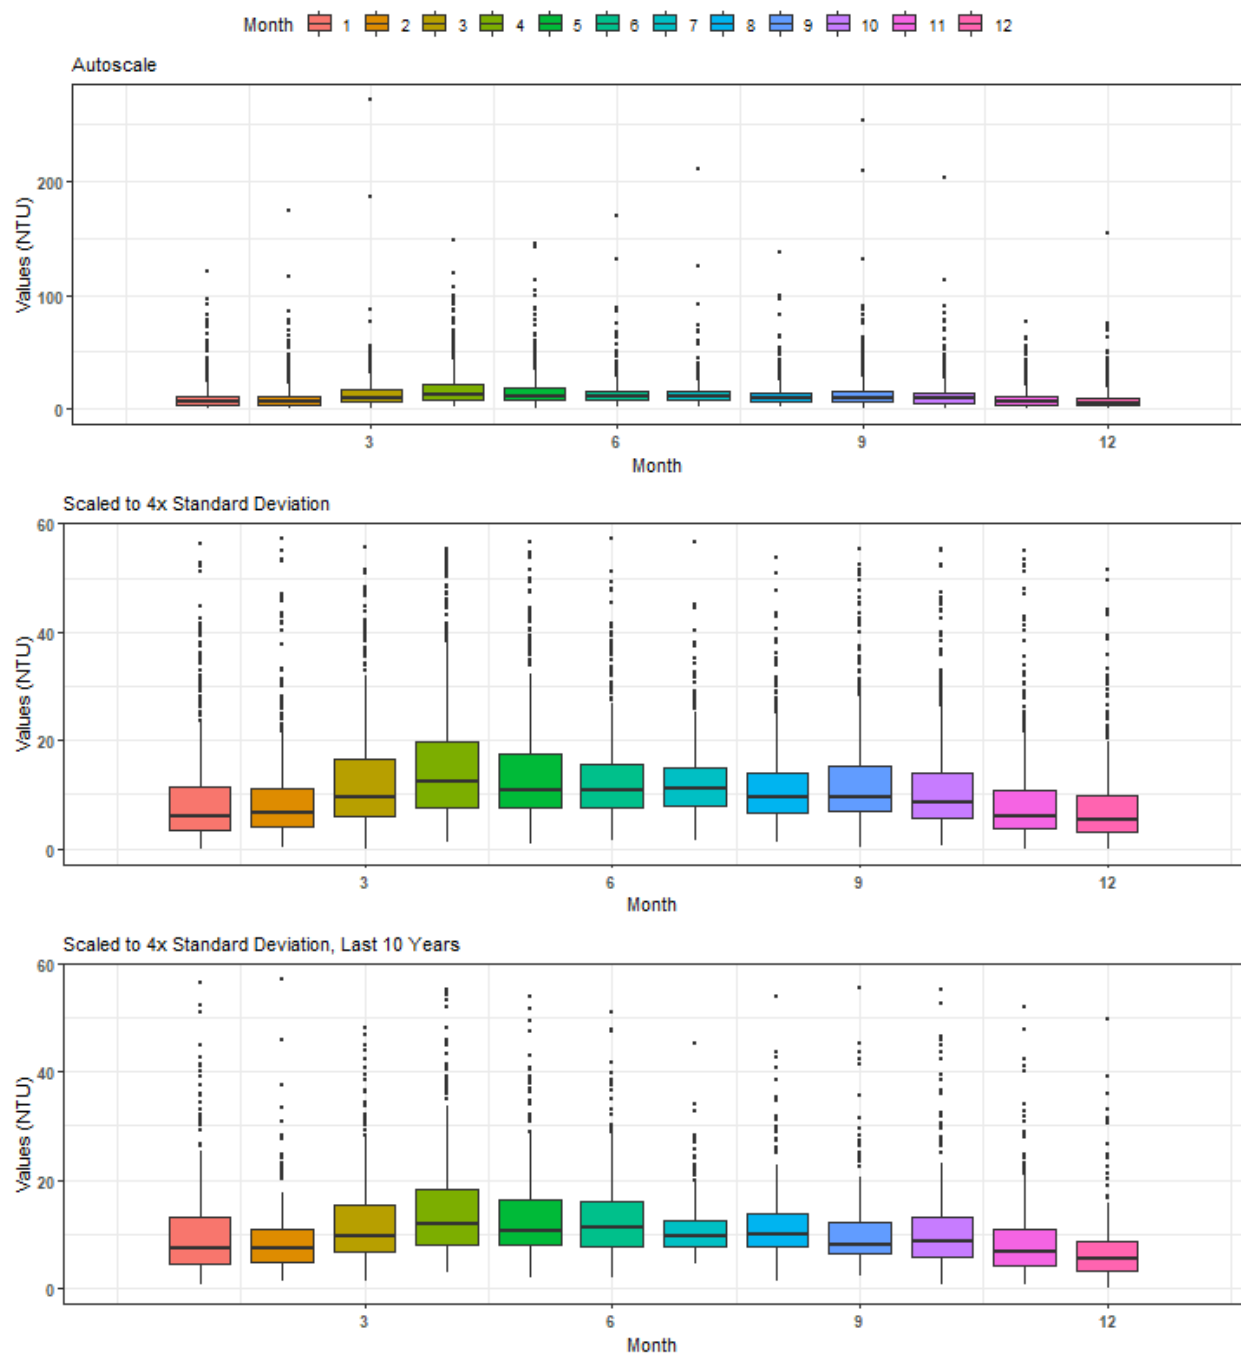 Month 1 2 3 4 5 6 7 8 9 10 11 12
Autoscale
Values (NTU)
200
100
0
3 6 9 12
Month
Scaled to 4x Standard Deviation
Values (NTU)
60
40
20
0
3 6 9 12
Month
Scaled to 4x Standard Deviation, Last 10 Years
Values (NTU)
60
40
20
0
3 6 9 12
Month